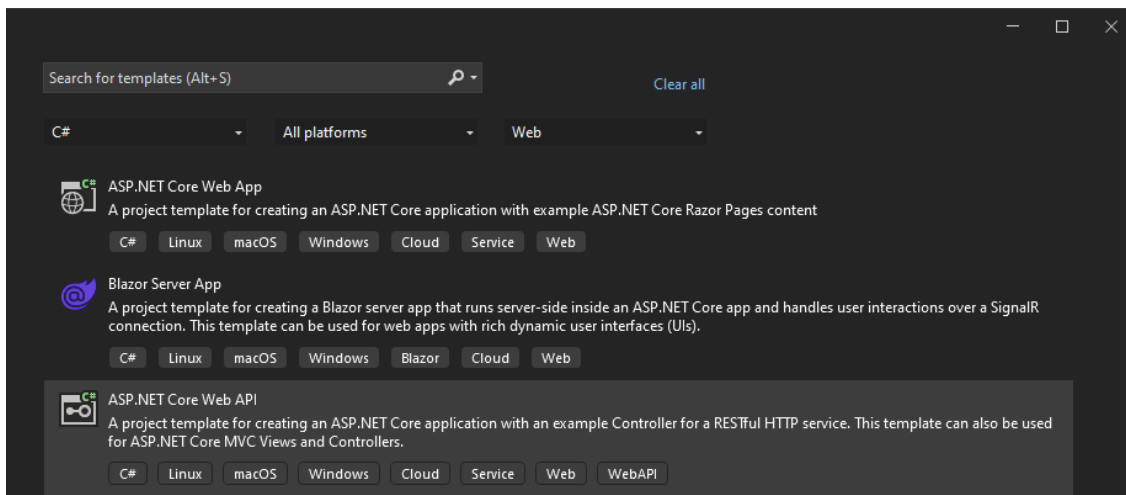 Search for templates (Alt+S)
Clear all
C#
All platforms
Web
C#
ASP.NET Core Web App
A project template for creating an ASP.NET Core application with example ASP.NET Core Razor Pages content
C# Linux macOS Windows Cloud Service Web
Blazor Server App
A project template for creating a Blazor server app that runs server-side inside an ASP.NET Core app and handles user interactions over a SignalR
connection. This template can be used for web apps with rich dynamic user interfaces (UIs).
C# Linux macOS Windows Blazor Cloud Web
C#
ASP.NET Core Web API
A project template for creating an ASP.NET Core application with an example Controller for a RESTful HTTP service. This template can also be used
for ASP.NET Core MVC Views and Controllers.
C# Linux macOS Windows Cloud Service Web WebAPI